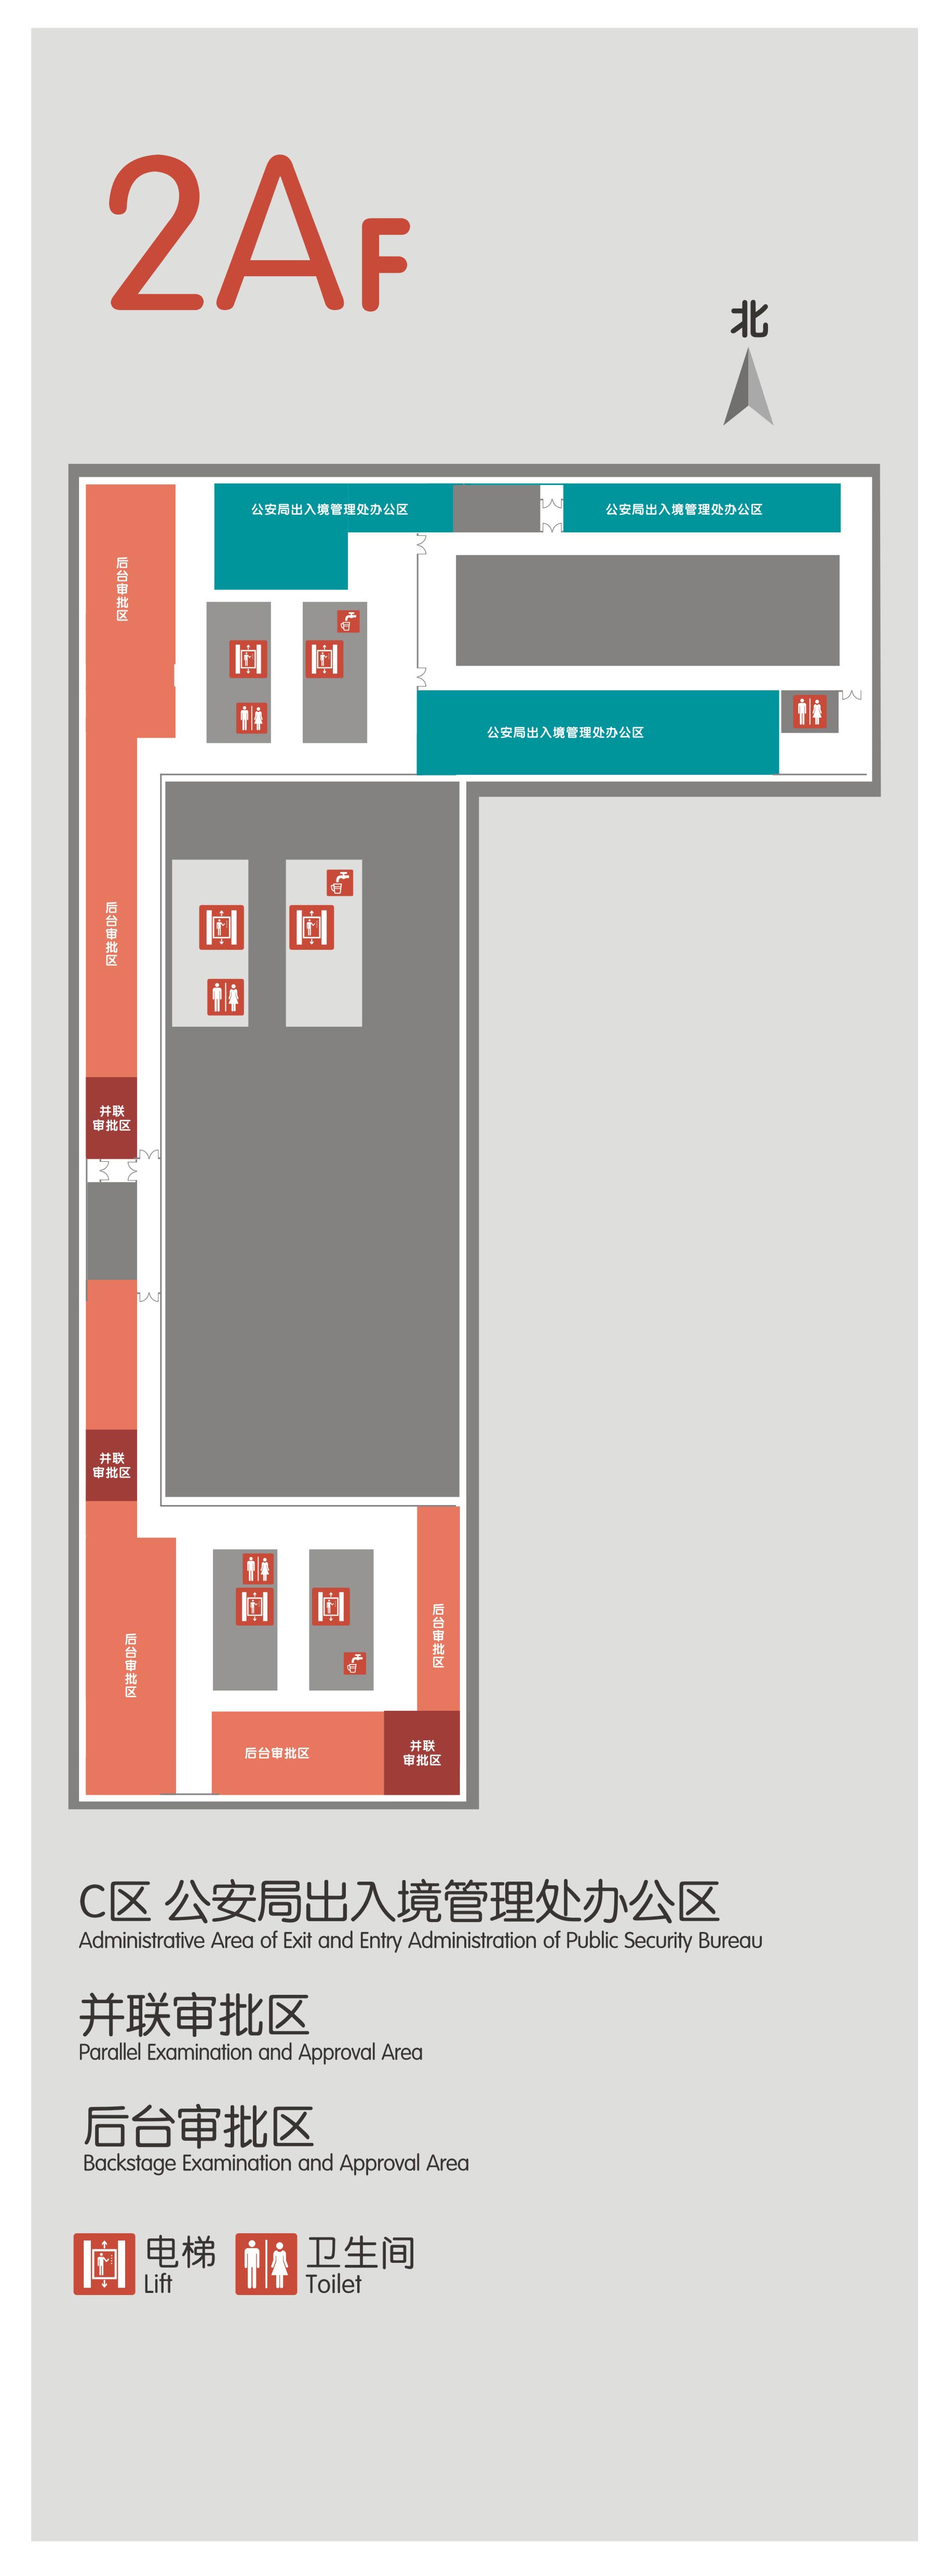 2AF
北
公安局出入境管理处办公区
公安局出入境管理处办公区
后台审批区
公安局出入境管理处办公区
后台审批区
并联
审批区
并联
审批区
后台审批区
后台审批区
后台审批区
并联
审批区
C区 公安局出入境管理处办公区
Administrative Area of Exit and Entry Administration of Public Security Bureau
并联审批区
Parallel Examination and Approval Area
后台审批区
Backstage Examination and Approval Area
电梯
Lift
卫生间
Toilet